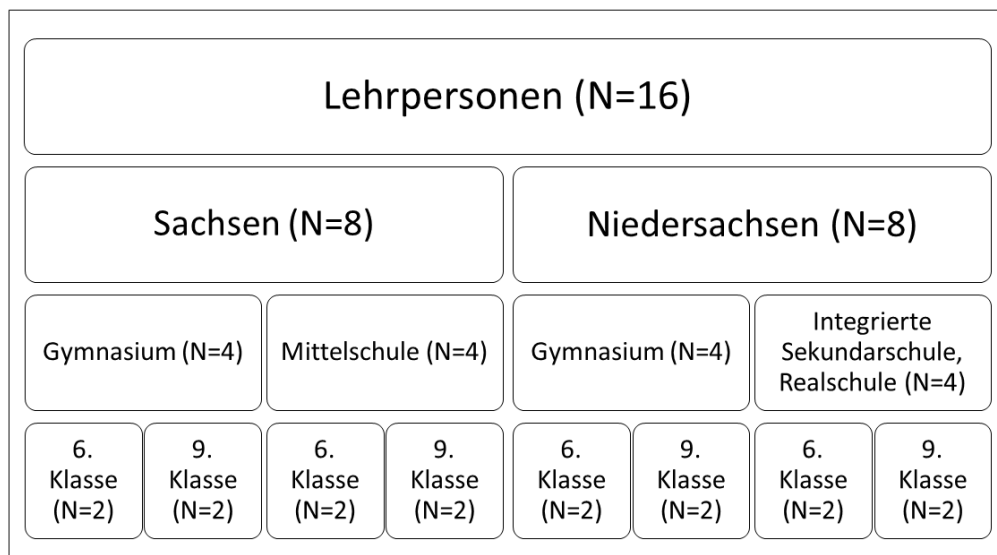 Lehrpersonen (N=16)
Sachsen (N=8)
Niedersachsen (N=8)
Gymnasium (N=4)
Mittelschule (N=4)
Gymnasium (N=4)
Integrierte
Sekundarschule,
Realschule (N=4)
6.
Klasse
(N=2)
9.
Klasse
(N=2)
6.
Klasse
(N=2)
9.
Klasse
(N=2)
6.
Klasse
(N=2)
9.
Klasse
(N=2)
6.
Klasse
(N=2)
9.
Klasse
(N=2)